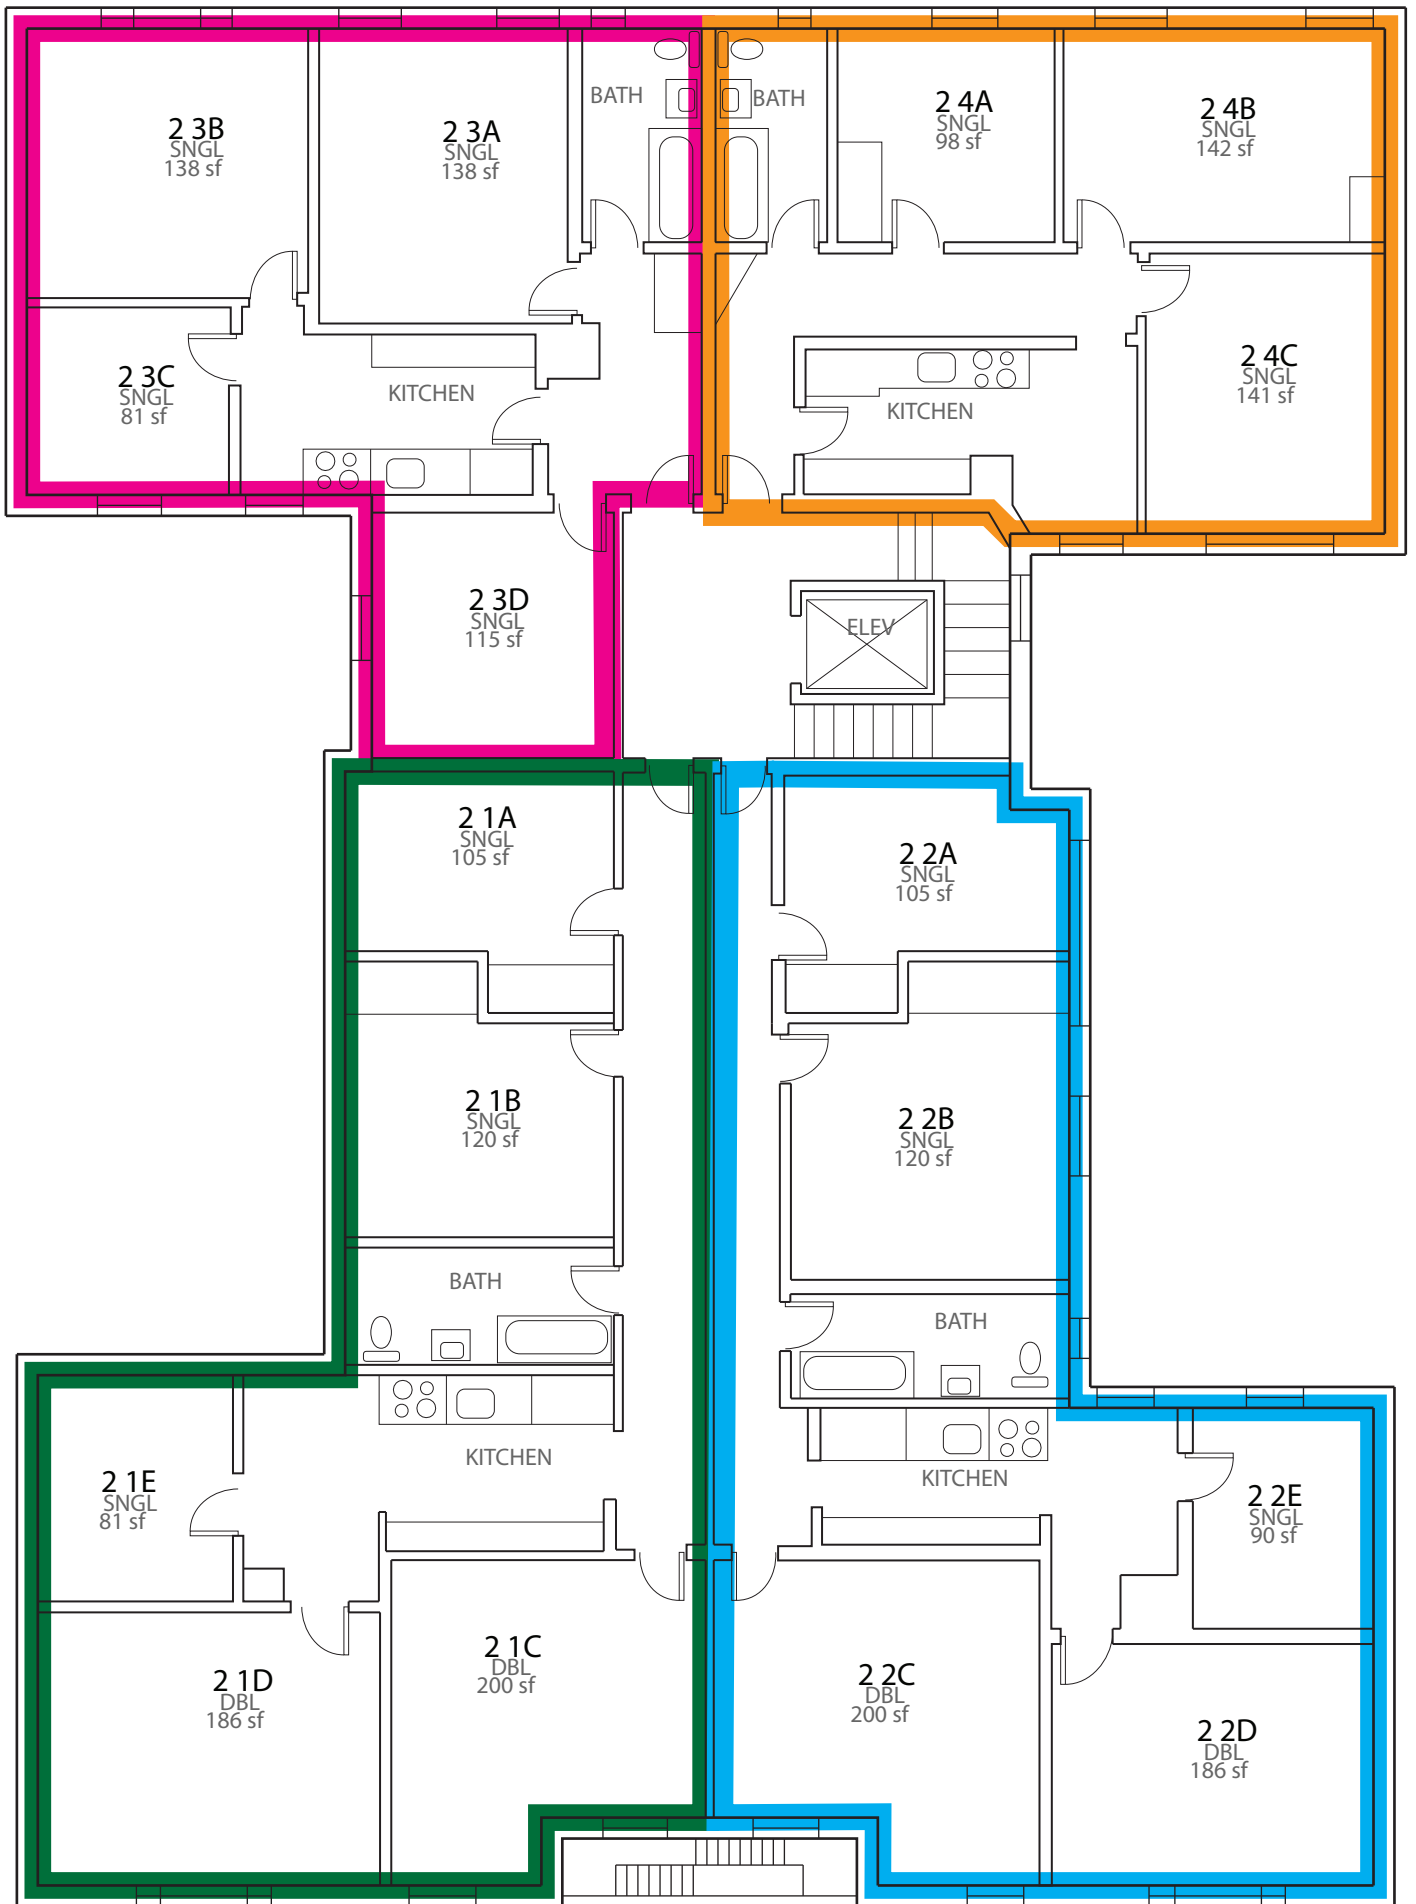 2 3B
SNGL
138 sf
2 3A
SNGL
138 sf
BATH
BATH
2 4A
SNGL
98 sf
2 4B
SNGL
142 sf
2 3C
SNGL
81 sf
KITCHEN
KITCHEN
2 4C
SNGL
141 sf
2 3D
SNGL
115 sf
ELEV
2 1A
SNGL
105 sf
2 2A
SNGL
105 sf
2 1B
SNGL
120 sf
2 2B
SNGL
120 sf
BATH
BATH
KITCHEN
KITCHEN
2 1E
SNGL
81 sf
2 2E
SNGL
90 sf
2 1D
DBL
186 sf
2 1C
DBL
200 sf
2 2C
DBL
200 sf
2 2D
DBL
186 sf